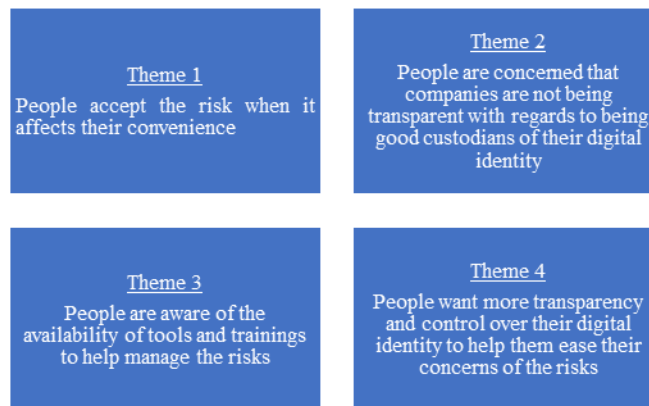 Theme 1
People accept the risk when it
affects their convenience
Theme 2
People are concerned that
companies are not being
transparent with regards to being
good custodians of their digital
identity
Theme 3
People are aware of the
availability of tools and trainings
to help manage the risks
Theme 4
People want more transparency
and control over their digital
identity to help them ease their
concerns of the risks